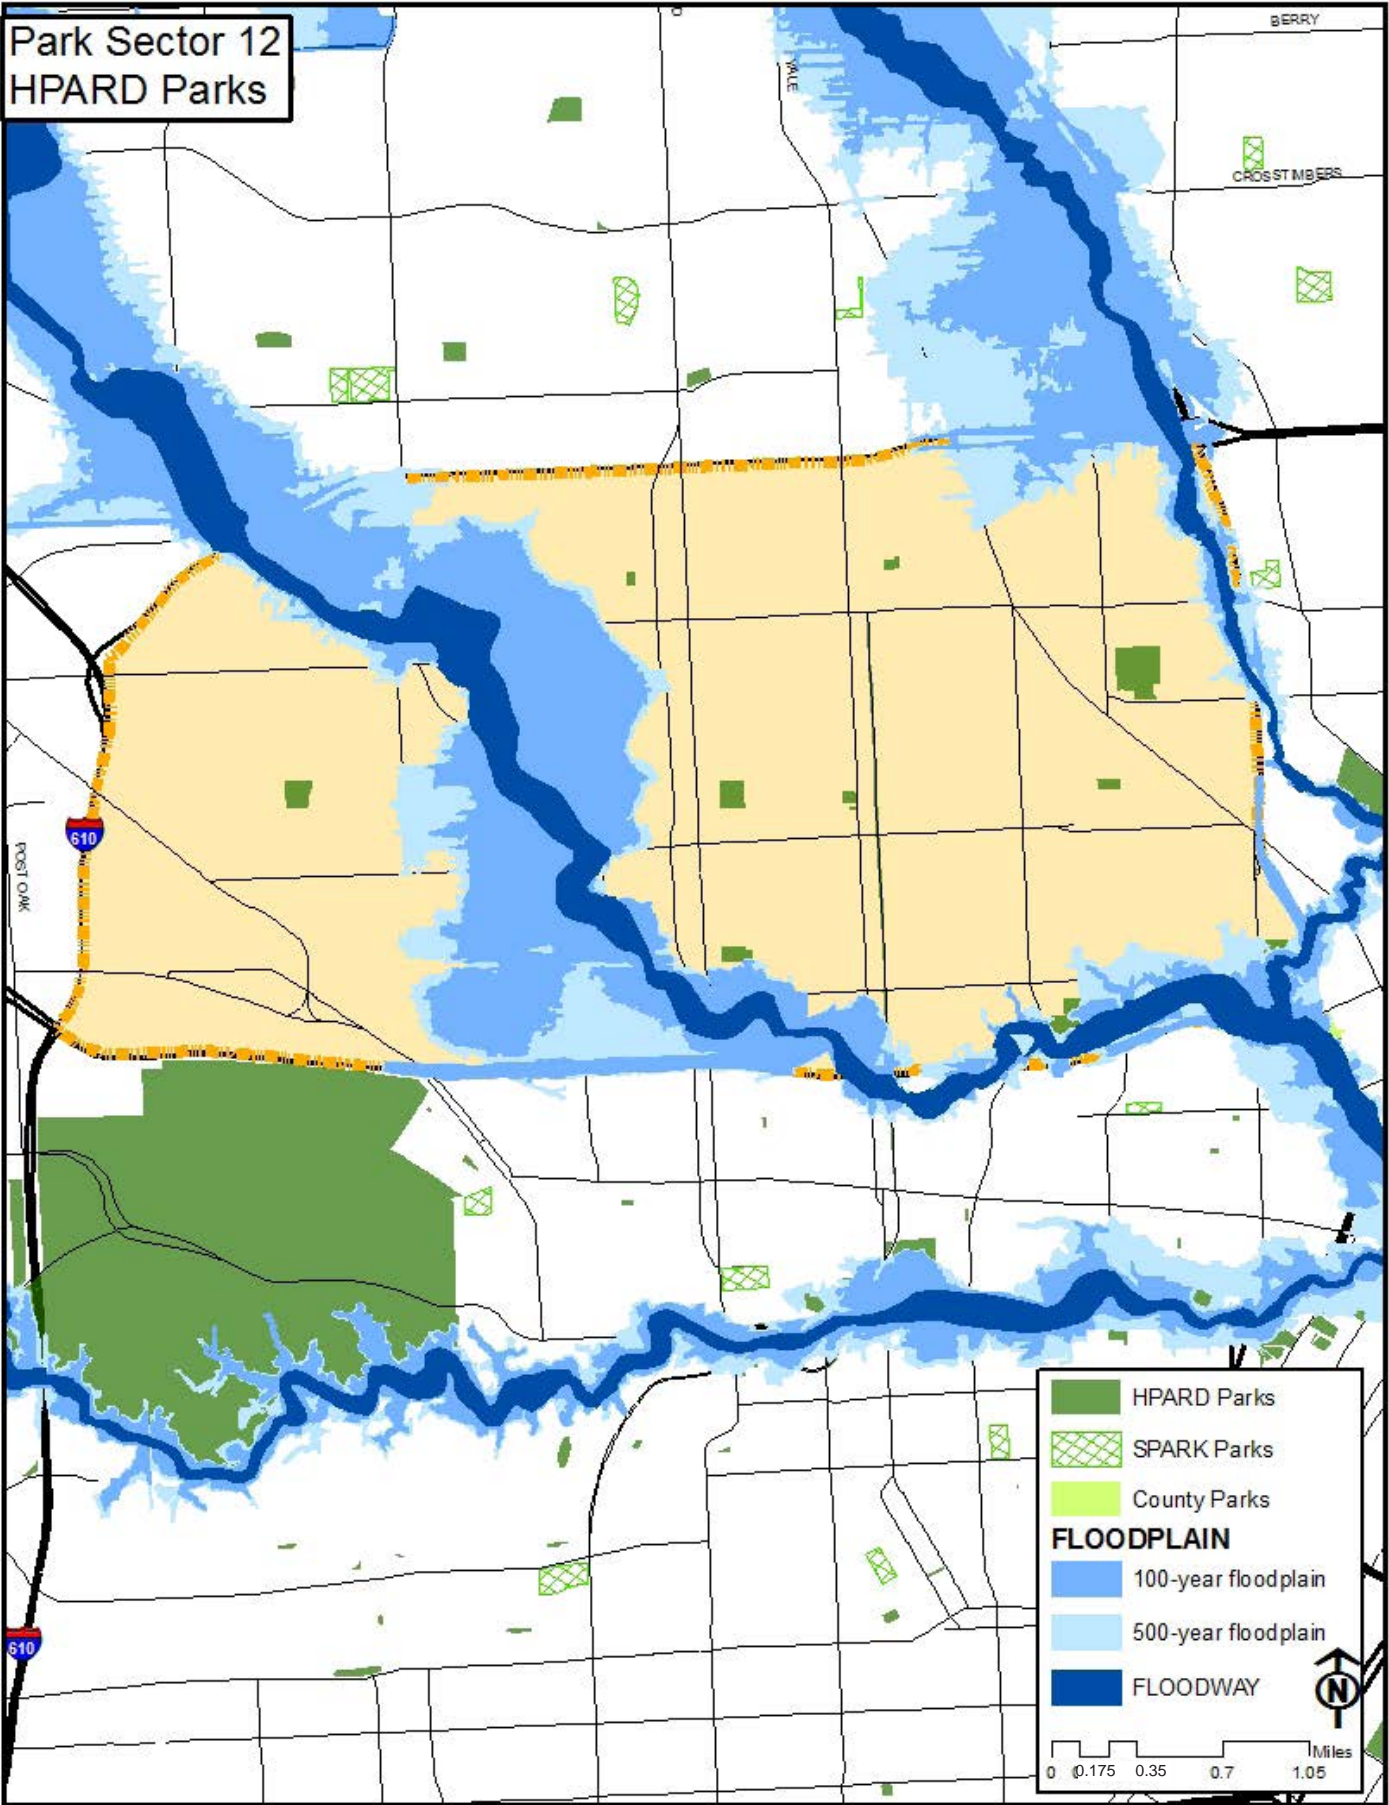 Park Sector 12
HPARD Parks
BERRY
YALE
CROSSTIMBERS
610
POST OAK
HPARD Parks
SPARK Parks
County Parks
FLOODPLAIN
100-year floodplain
500-year floodplain
FLOODWAY
N
Miles
0 0.175 0.35 0.7 1.05
610